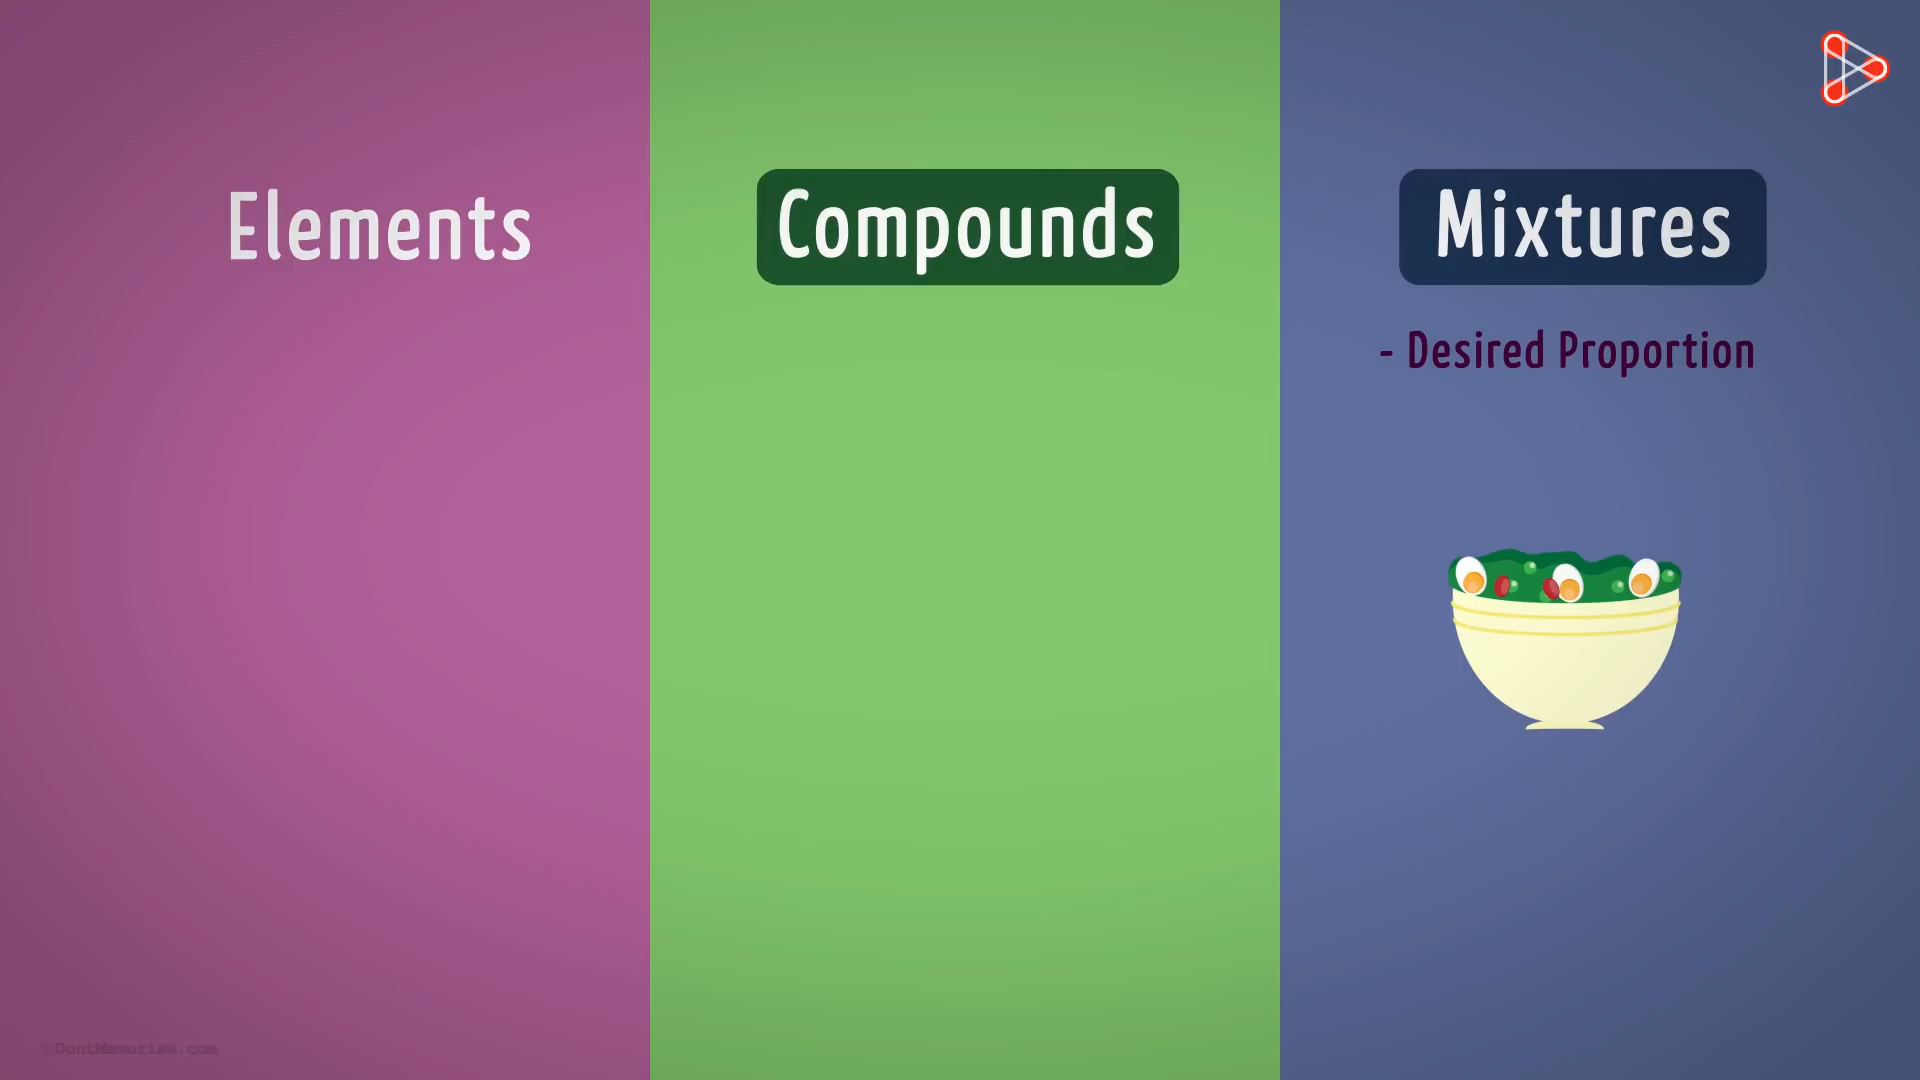 Elements
Compounds
Mixtures
- Desired Proportion
©DontMemorise.com